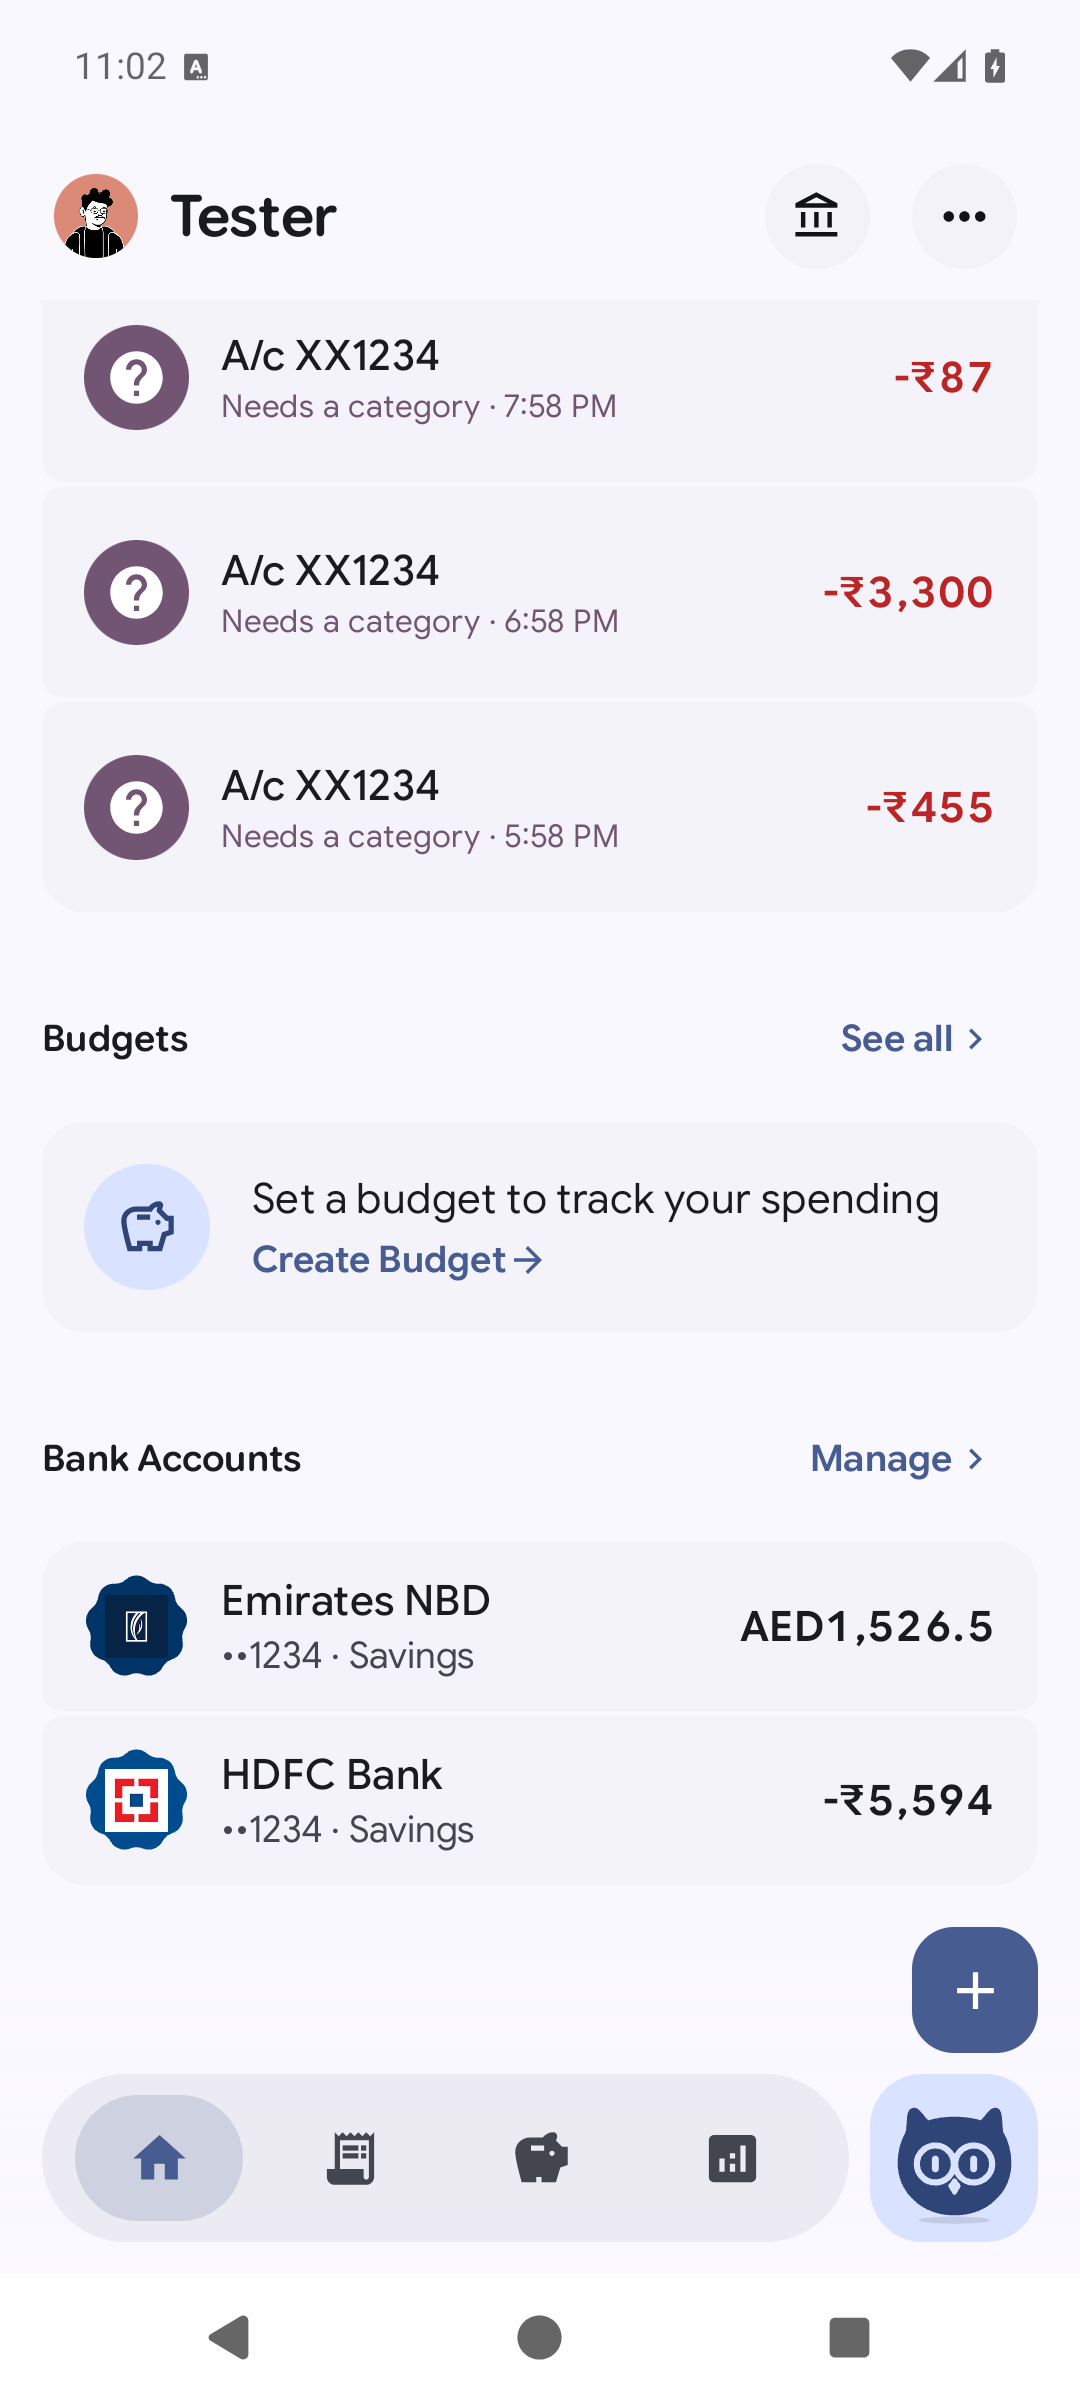 11:02
Tester
A/c XX1234
-₹87
Needs a category · 7:58 PM
A/c XX1234
-₹3,300
Needs a category · 6:58 PM
A/c XX1234
-₹455
Needs a category · 5:58 PM
Budgets
See all
Set a budget to track your spending
Create Budget
Bank Accounts
Manage
Emirates NBD
AED1,526.5
••1234 · Savings
HDFC Bank
-₹5,594
••1234 · Savings